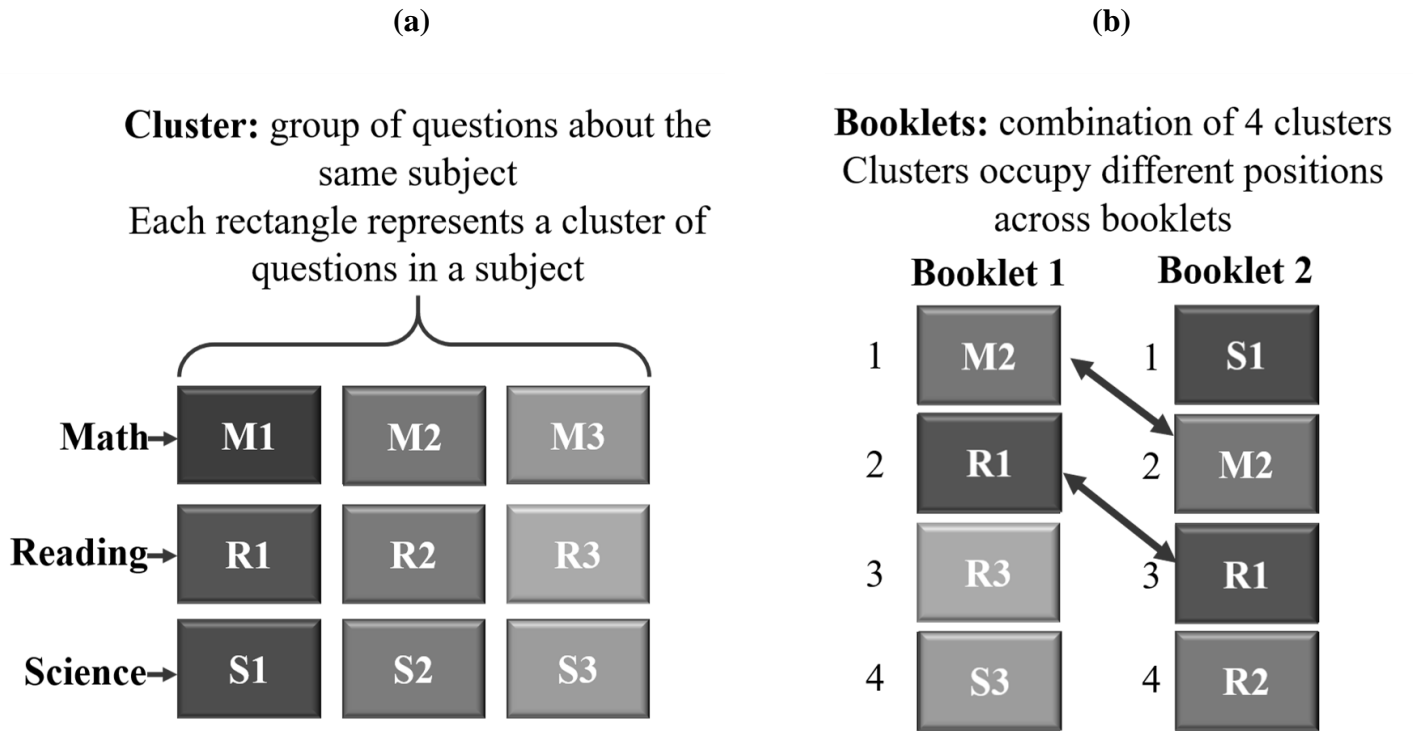 (a)
Cluster: group of questions about the
same subject
Each rectangle represents a cluster of
questions in a subject
Math M1 M2 M3
Reading R1 R2 R3
Science S1 S2 S3
(b)
Booklets: combination of 4 clusters
Clusters occupy different positions
across booklets
Booklet 1 Booklet 2
1 M2 1 S1
2 R1 2 M2
3 R3 3 R1
4 S3 4 R2